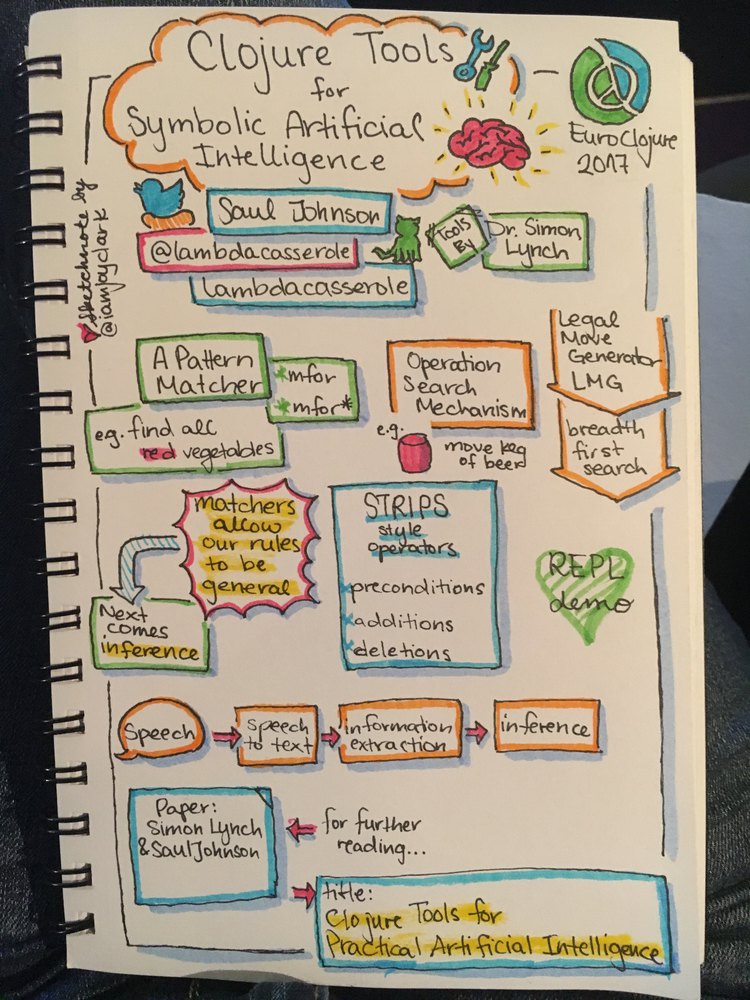 Clojure Tools
for
Symbolic Artificial
Intelligence
EuroClojure
2017
Sketchnote by
@iamjoyclark
Saul Johnson
@lambdacasserole
lambdacasserole
Tools
By
Dr. Simon
Lynch
A Pattern
Matcher
*mfor
*mfor*
e.g. find all
red vegetables
Operation
Search
Mechanism
e.g.
move keg
of beer
Legal
Move
Generator
LMG
breadth
first
search
matchers
allow
our rules
to be
general
Next
comes
inference
STRIPS
style
operators
*preconditions
*additions
*deletions
REPL
demo
Speech
speech
to text
information
extraction
inference
Paper:
Simon Lynch
& Saul Johnson
for further
reading...
title:
Clojure Tools for
Practical Artificial Intelligence